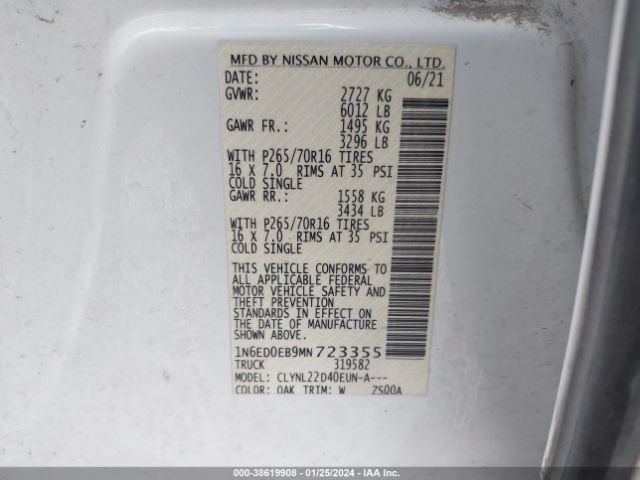 MFD BY NISSAN MOTOR CO., LTD.
DATE: 06/21
GVWR: 2727 KG
6012 LB
GAWR FR.: 1495 KG
3296 LB
WITH P265/70R16 TIRES
16 X 7.0 RIMS AT 35 PSI
COLD SINGLE
GAWR RR.: 1558 KG
3434 LB
WITH P265/70R16 TIRES
16 X 7.0 RIMS AT 35 PSI
COLD SINGLE
THIS VEHICLE CONFORMS TO
ALL APPLICABLE FEDERAL
MOTOR VEHICLE SAFETY AND
THEFT PREVENTION
STANDARDS IN EFFECT ON
THE DATE OF MANUFACTURE
SHOWN ABOVE.
1N6ED0EB9MN723355
TRUCK 319582
MODEL: CLYNL22D40EUN-A---
COLOR: QAK TRIM: W ZS00A
000-38619908 - 01/25/2024 - IAA Inc.